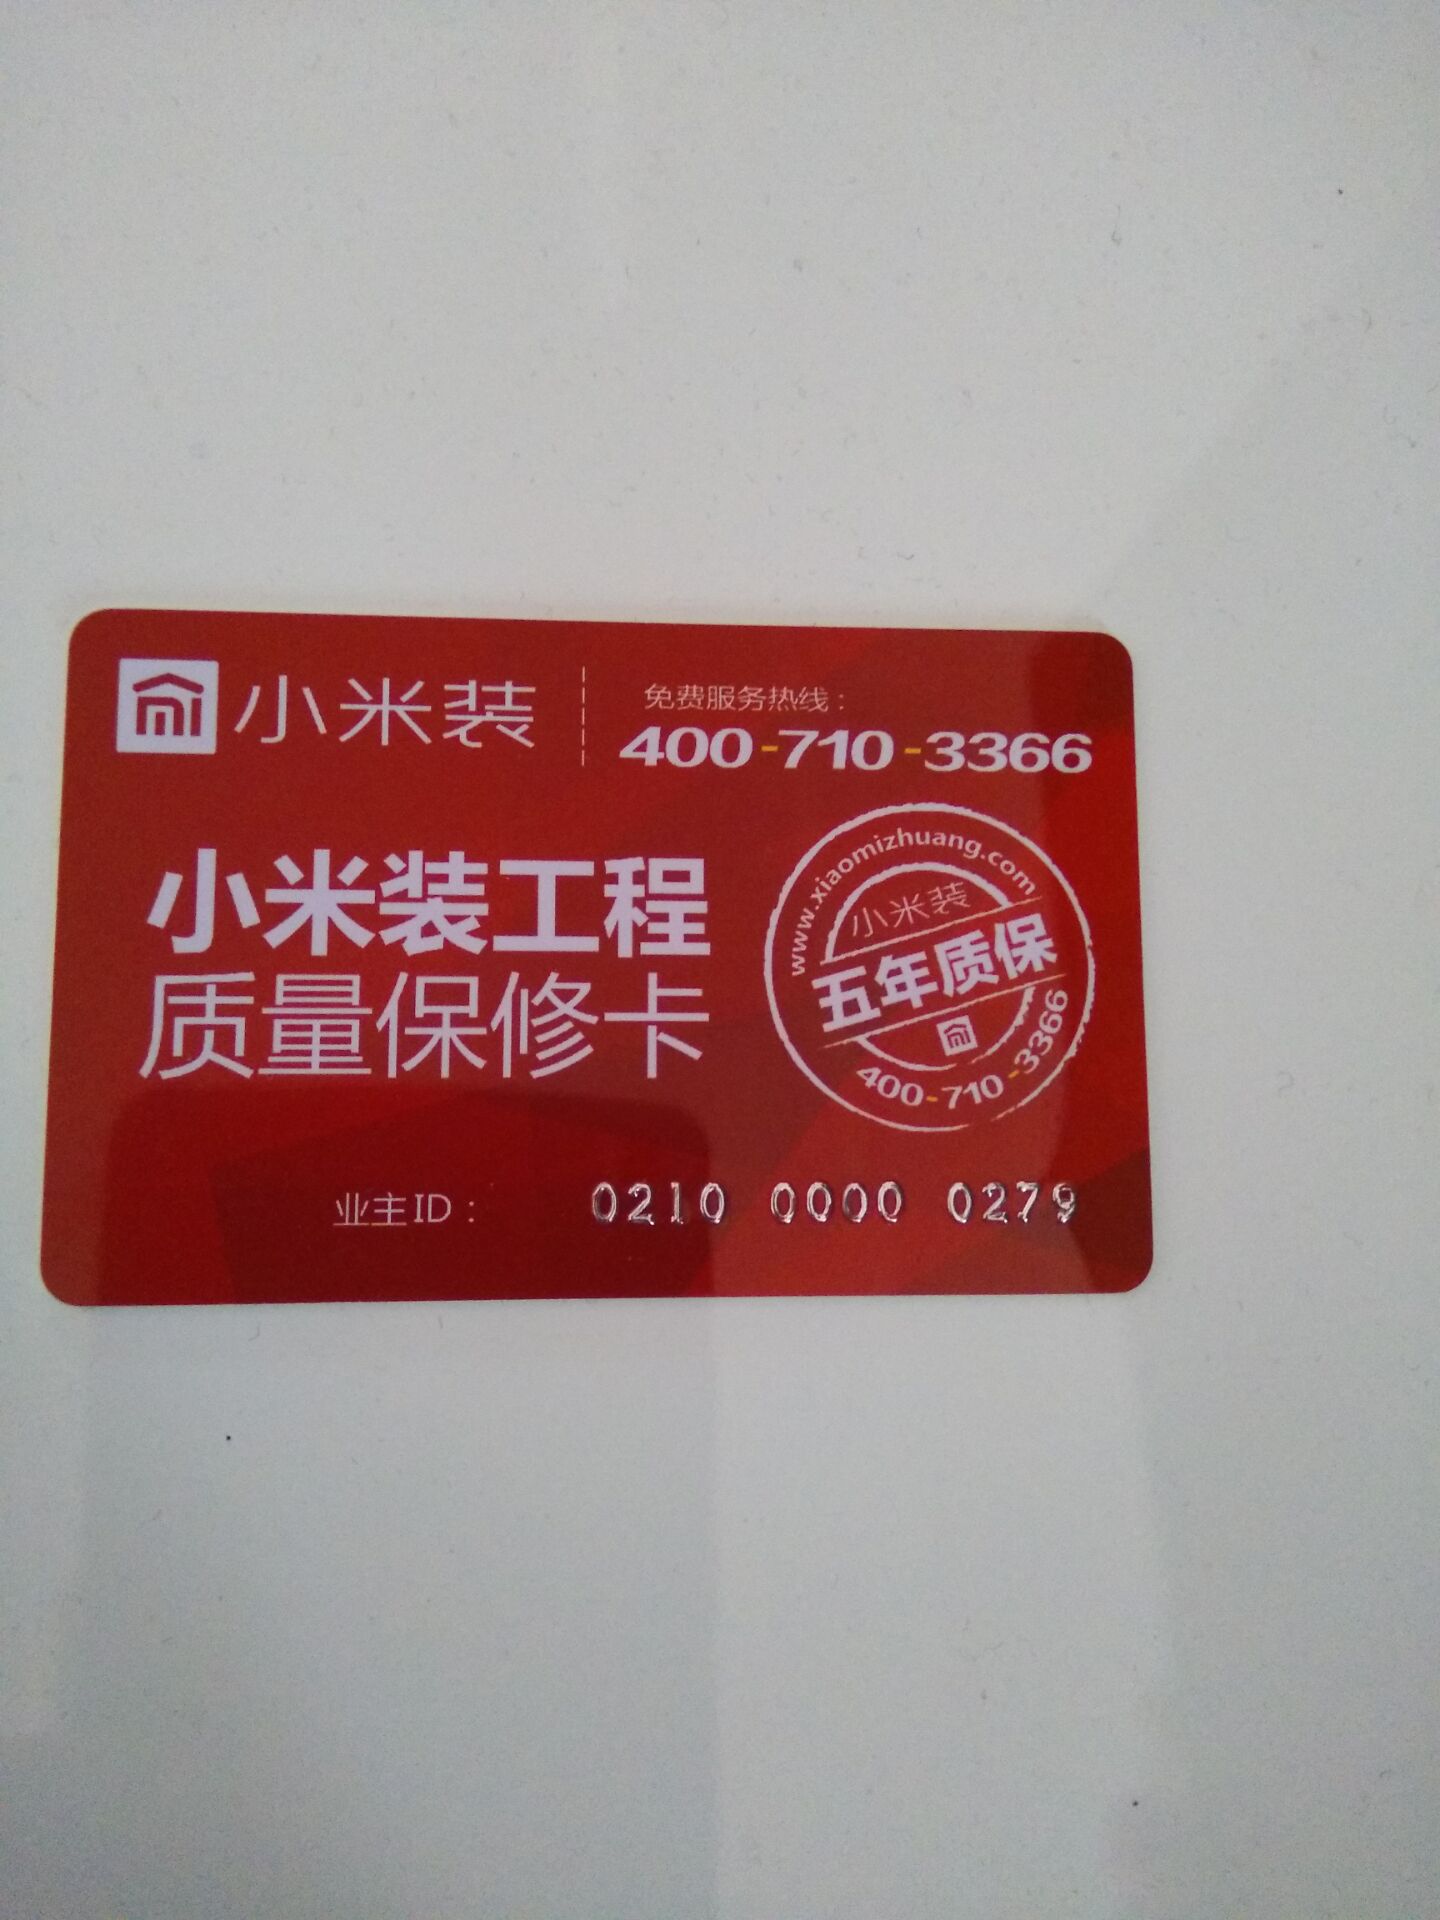 小米装
免费服务热线：
400-710-3366
小米装工程
质量保修卡
www.xiaomizhuang.com
小米装
五年质保
400-710-3366
业主ID： 0210 0000 0279